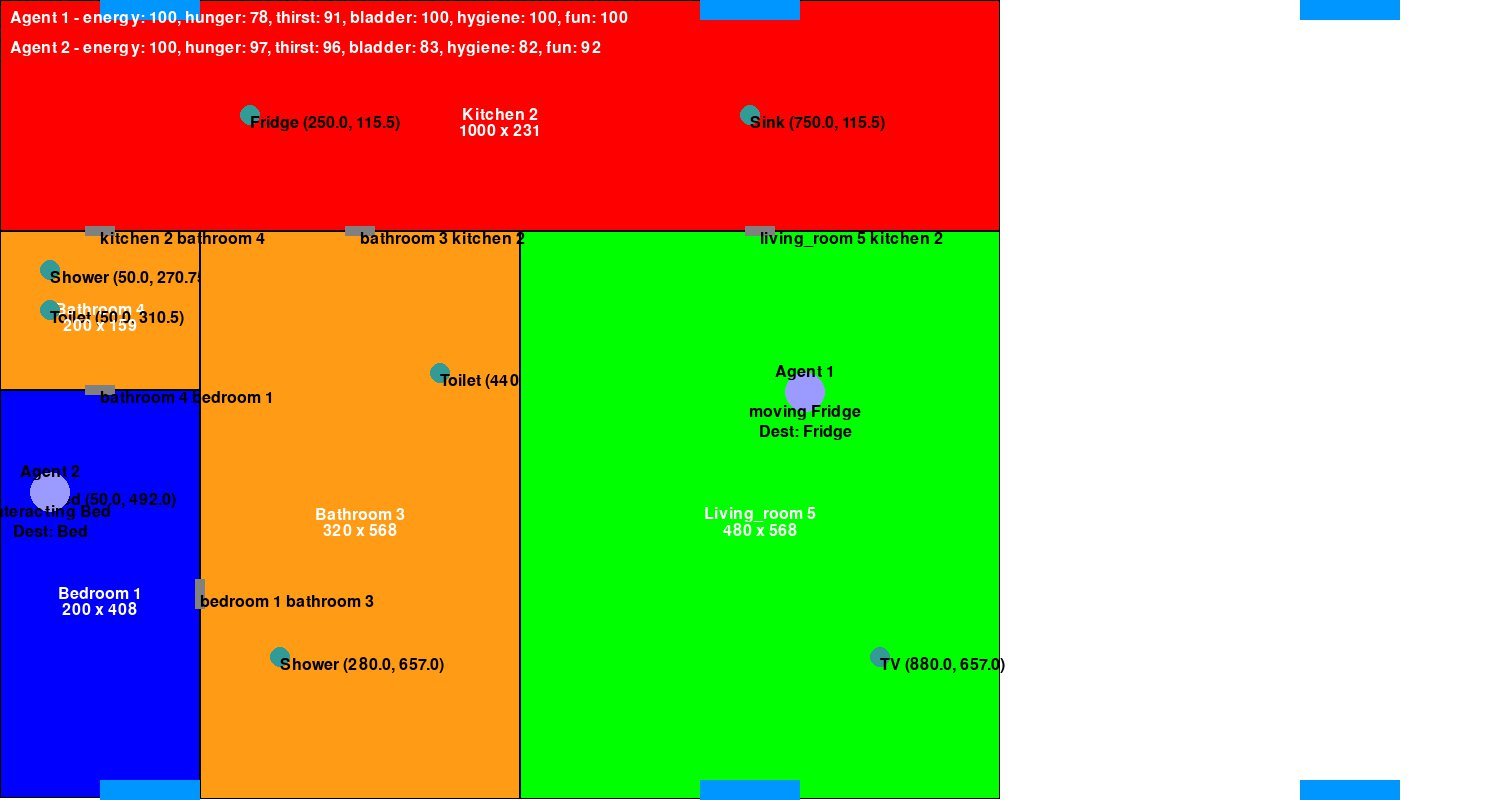 Agent 1 - energy: 100, hunger: 78, thirst: 91, bladder: 100, hygiene: 100, fun: 100
Agent 2 - energy: 100, hunger: 97, thirst: 96, bladder: 83, hygiene: 82, fun: 92
Fridge (250.0, 115.5)
Kitchen 2
1000 x 231
Sink (750.0, 115.5)
kitchen 2 bathroom 4
bathroom 3 kitchen 2
living_room 5 kitchen 2
Shower (50.0, 270.75
Bathroom 4
Toilet (50.0, 310.5)
200 x 159
Toilet (440
bathroom 4 bedroom 1
Agent 1
moving Fridge
Dest: Fridge
Agent 2
d (50.0, 492.0)
nteracting Bed
Dest: Bed
Bathroom 3
320 x 568
Living_room 5
480 x 568
Bedroom 1
200 x 408
bedroom 1 bathroom 3
Shower (280.0, 657.0)
TV (880.0, 657.0)